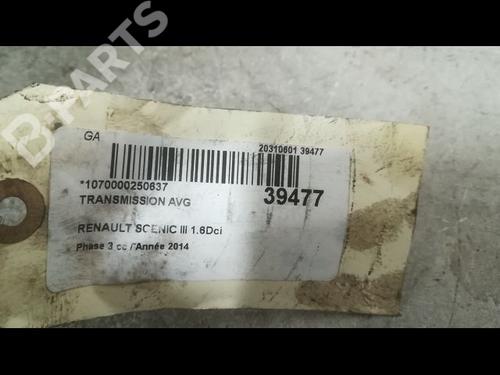 B-PARTS
GA
20310601 39477
*1070000250637
39477
TRANSMISSION AVG
RENAULT SCENIC III 1.6Dci
Phase 3 de l'Année 2014